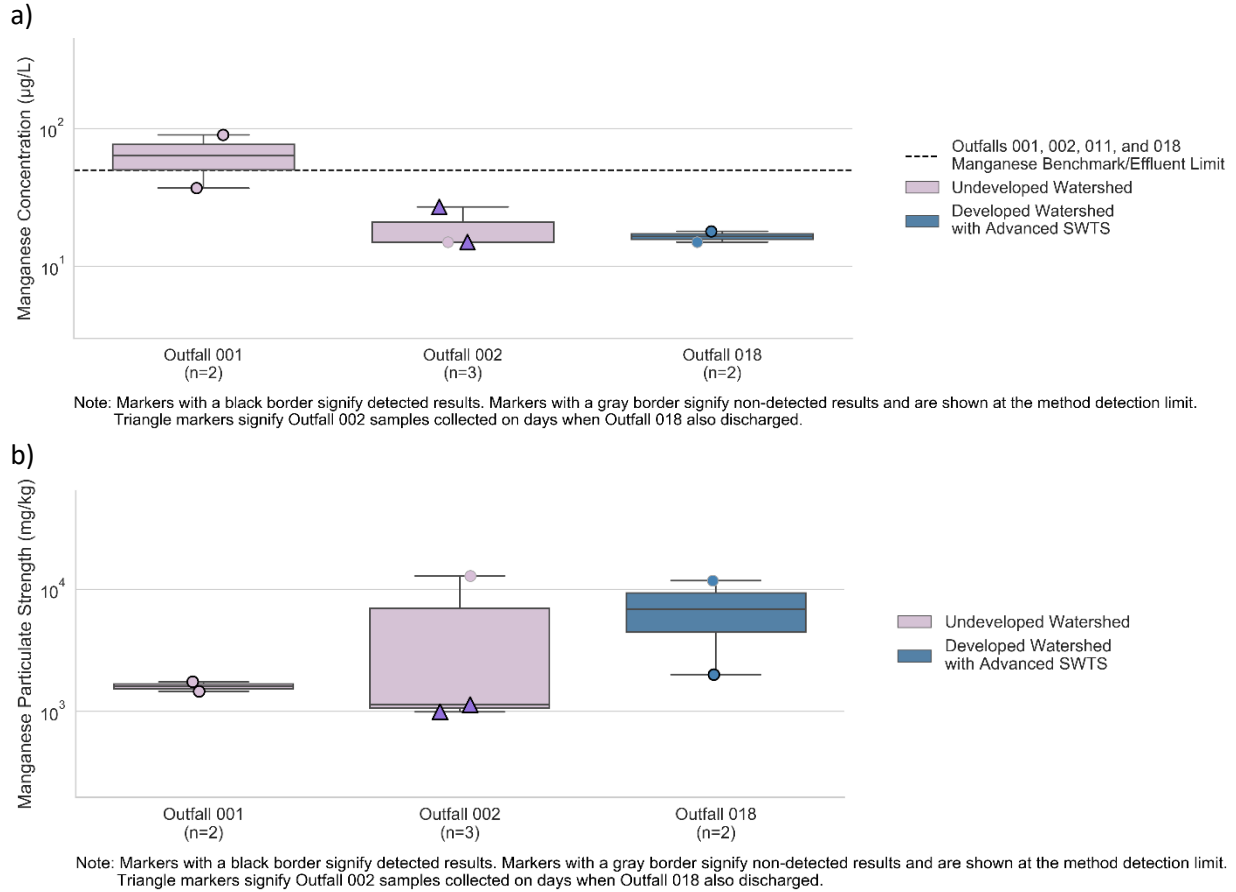 a)
Manganese Concentration (µg/L)
10²
10¹
Outfall 001
(n=2)
Outfall 002
(n=3)
Outfall 018
(n=2)
Outfalls 001, 002, 011, and 018
Manganese Benchmark/Effluent Limit
Undeveloped Watershed
Developed Watershed
with Advanced SWTS
Note: Markers with a black border signify detected results. Markers with a gray border signify non-detected results and are shown at the method detection limit.
Triangle markers signify Outfall 002 samples collected on days when Outfall 018 also discharged.
b)
Manganese Particulate Strength (mg/kg)
10⁴
10³
Outfall 001
(n=2)
Outfall 002
(n=3)
Outfall 018
(n=2)
Undeveloped Watershed
Developed Watershed
with Advanced SWTS
Note: Markers with a black border signify detected results. Markers with a gray border signify non-detected results and are shown at the method detection limit.
Triangle markers signify Outfall 002 samples collected on days when Outfall 018 also discharged.